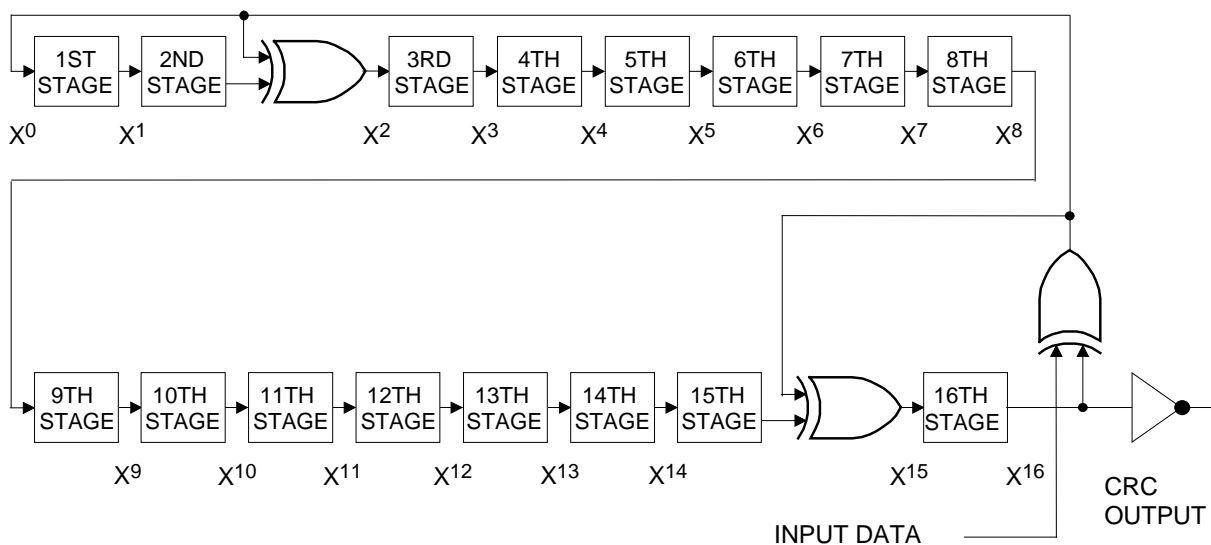 1ST STAGE
2ND STAGE
3RD STAGE
4TH STAGE
5TH STAGE
6TH STAGE
7TH STAGE
8TH STAGE
X0 X1 X2 X3 X4 X5 X6 X7 X8
9TH STAGE
10TH STAGE
11TH STAGE
12TH STAGE
13TH STAGE
14TH STAGE
15TH STAGE
16TH STAGE
X9 X10 X11 X12 X13 X14 X15 X16
CRC
OUTPUT
INPUT DATA